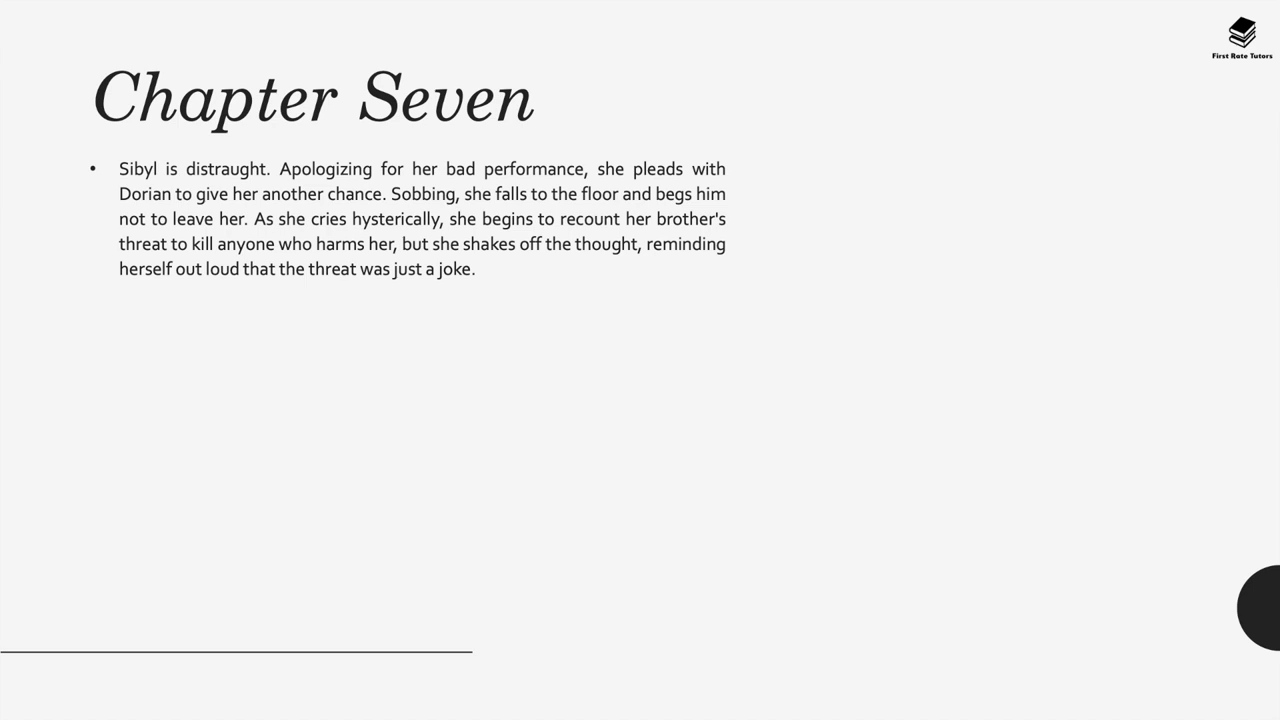 First Rate Tutors
Chapter Seven
• Sibyl is distraught. Apologizing for her bad performance, she pleads with
Dorian to give her another chance. Sobbing, she falls to the floor and begs him
not to leave her. As she cries hysterically, she begins to recount her brother's
threat to kill anyone who harms her, but she shakes off the thought, reminding
herself out loud that the threat was just a joke.